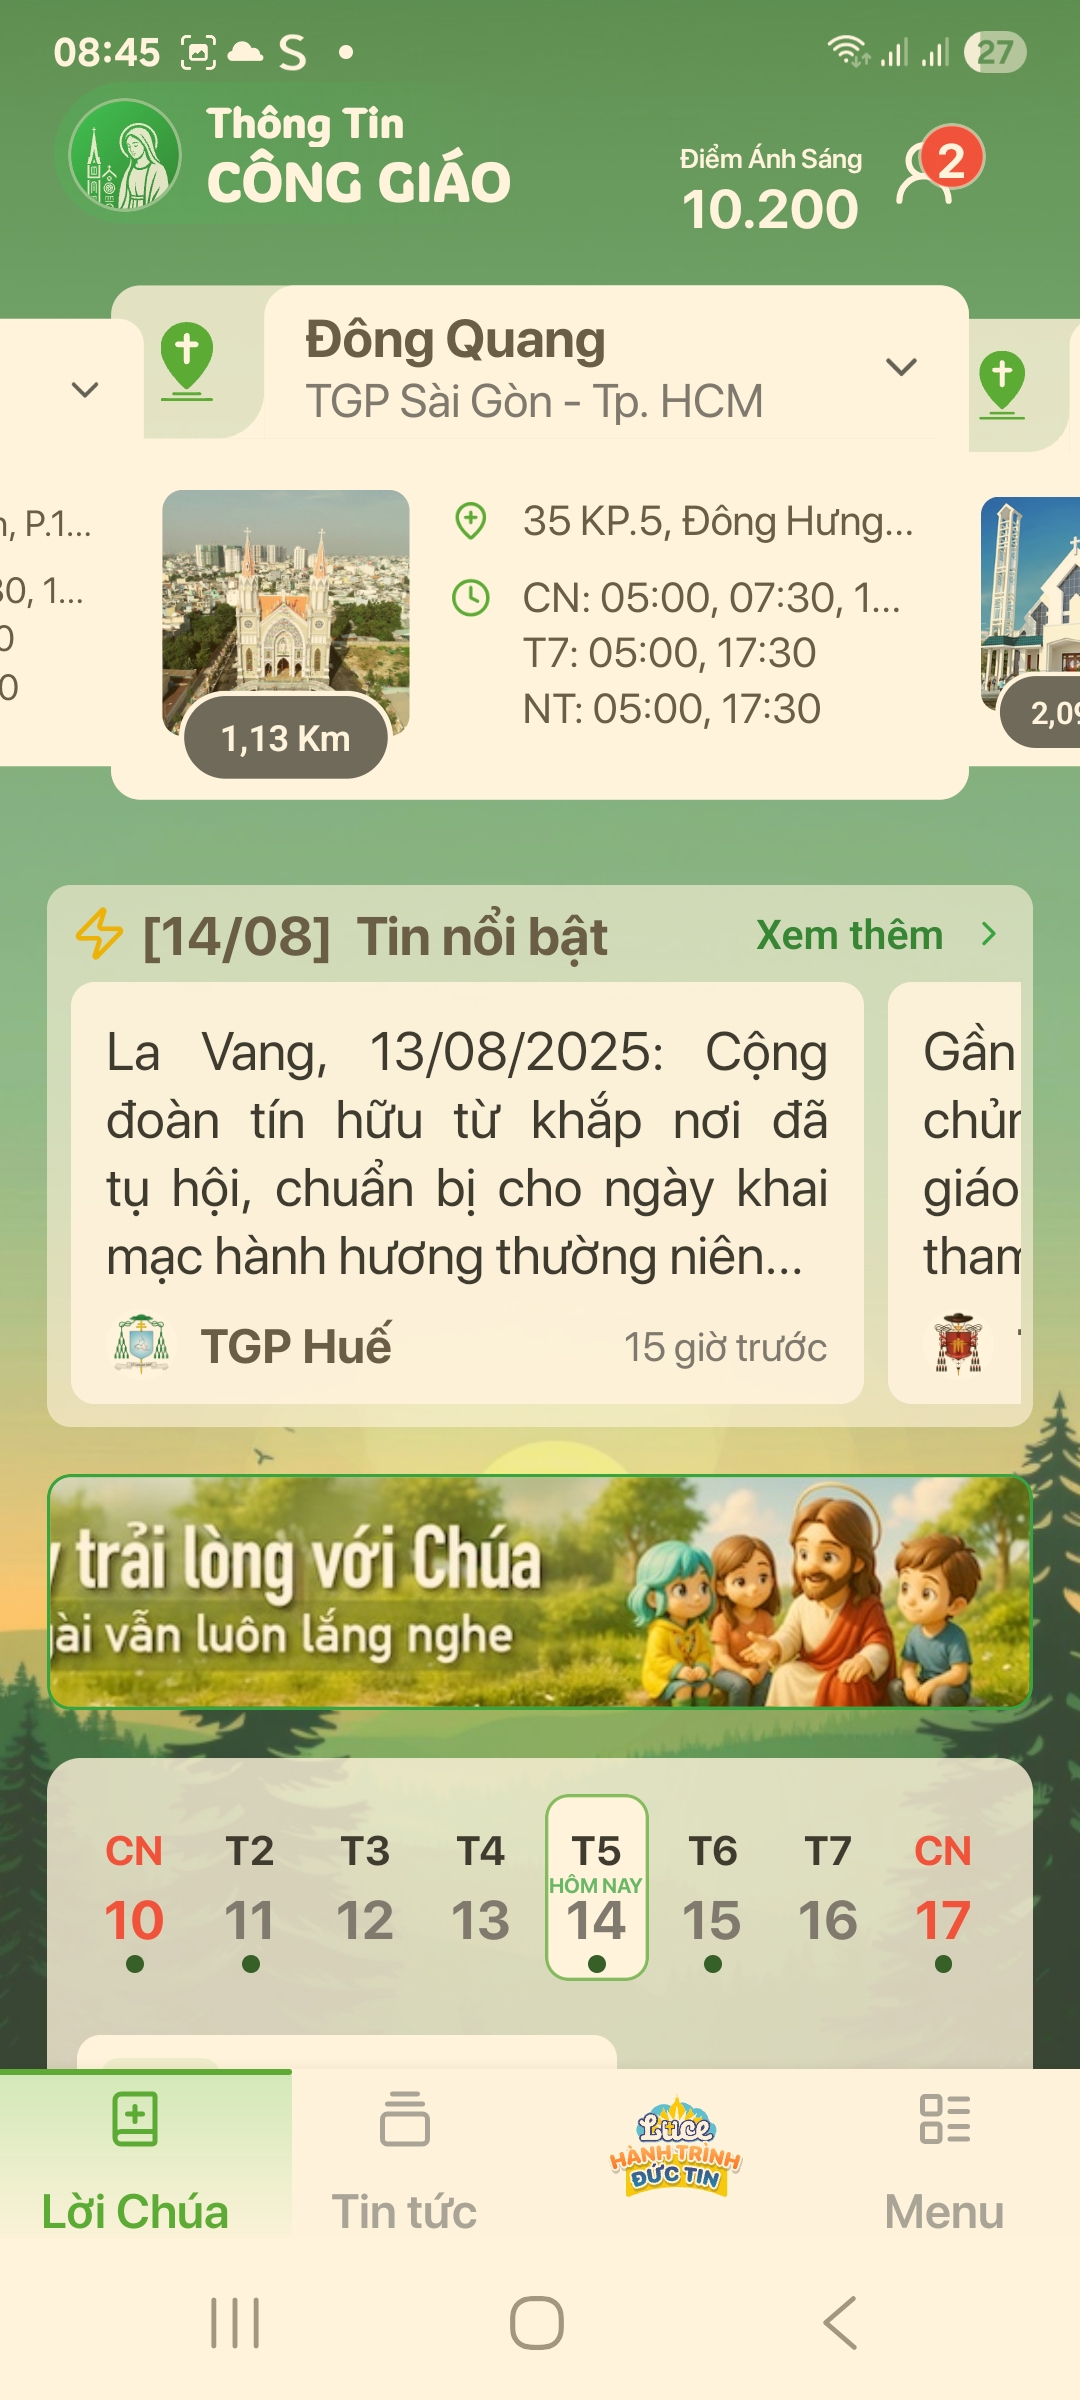 08:45
27
Thông Tin
CÔNG GIÁO
Điểm Ánh Sáng
10.200
2
Đông Quang
TGP Sài Gòn - Tp. HCM
, P.1...
35 KP.5, Đông Hưng...
0, 1...
0
0
CN: 05:00, 07:30, 1...
T7: 05:00, 17:30
NT: 05:00, 17:30
1,13 Km
2,09
[14/08] Tin nổi bật
Xem thêm
La Vang, 13/08/2025: Cộng
đoàn tín hữu từ khắp nơi đã
tụ hội, chuẩn bị cho ngày khai
mạc hành hương thường niên...
TGP Huế
15 giờ trước
Gần
chủn
giáo
tham
trải lòng với Chúa
ài vẫn luôn lắng nghe
CN T2 T3 T4 T5 T6 T7 CN
HÔM NAY
10 11 12 13 14 15 16 17
Lời Chúa
Tin tức
Luce
HÀNH TRÌNH
ĐỨC TIN
Menu